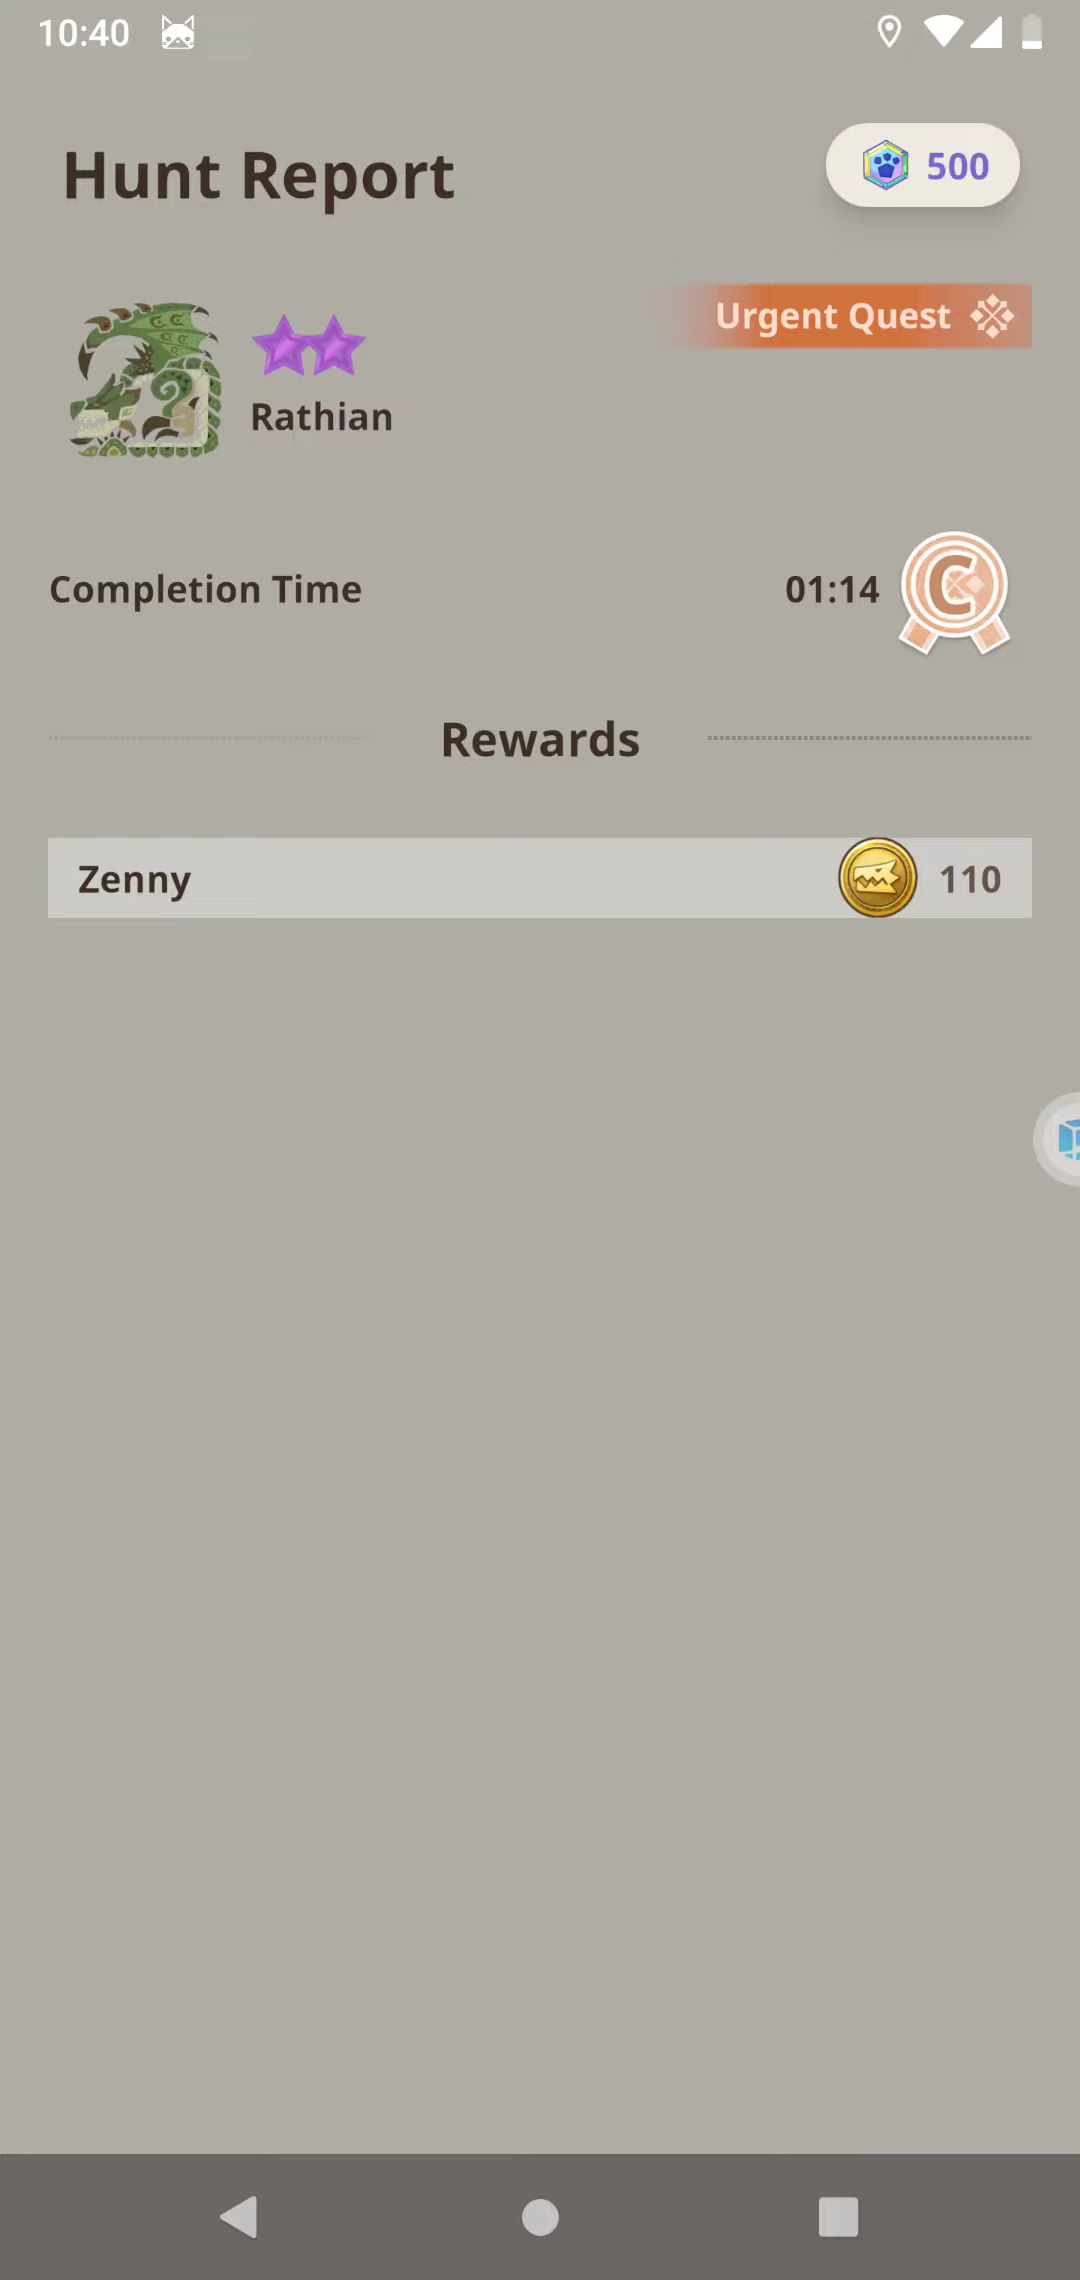 10:40
Hunt Report
500
Urgent Quest
Rathian
Completion Time
01:14
C
Rewards
Zenny
110